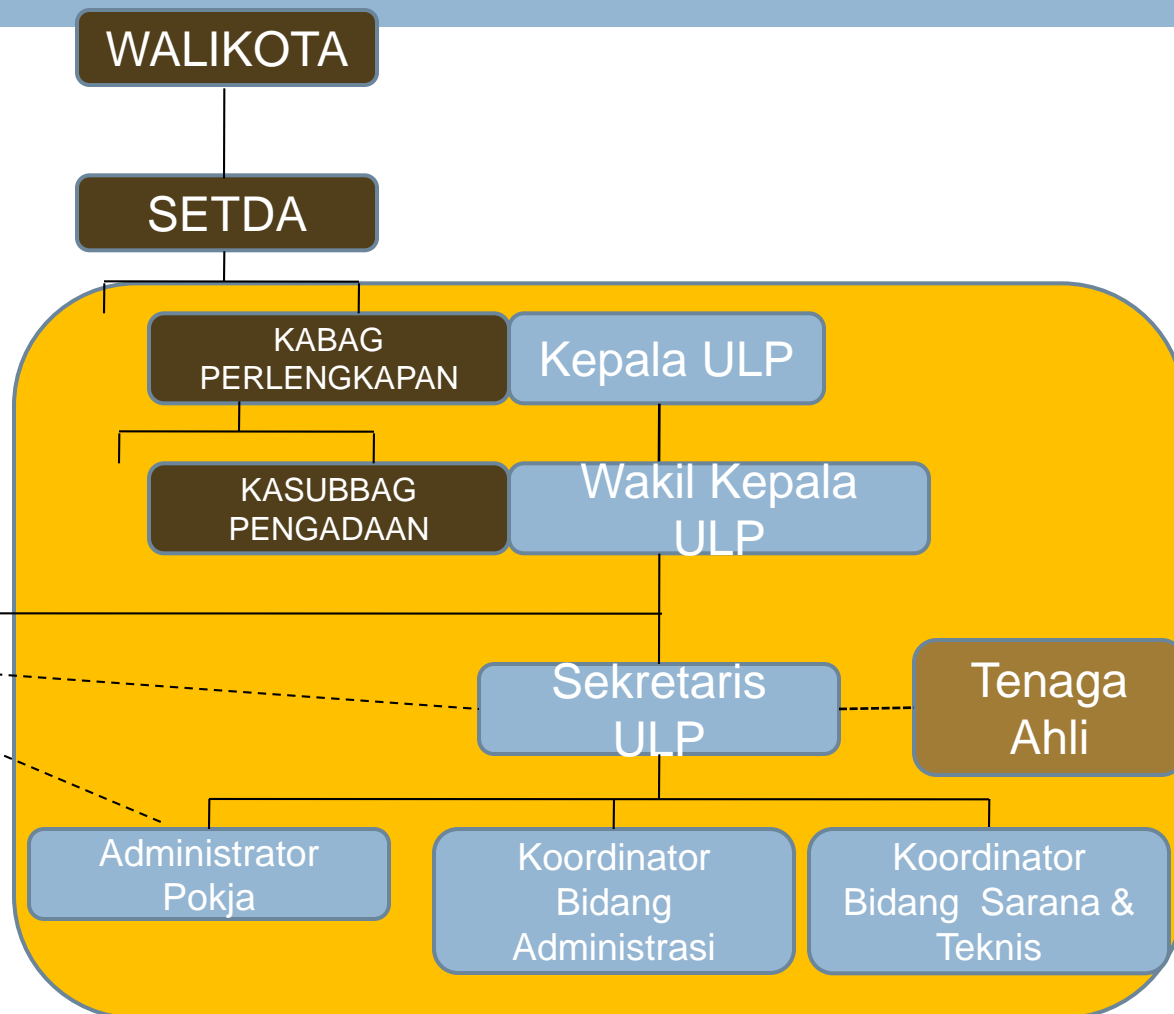 WALIKOTA
SETDA
KABAG
PERLENGKAPAN
Kepala ULP
KASUBBAG
PENGADAAN
Wakil Kepala
ULP
Sekretaris
ULP
Tenaga
Ahli
Administrator
Pokja
Koordinator
Bidang
Administrasi
Koordinator
Bidang Sarana &
Teknis